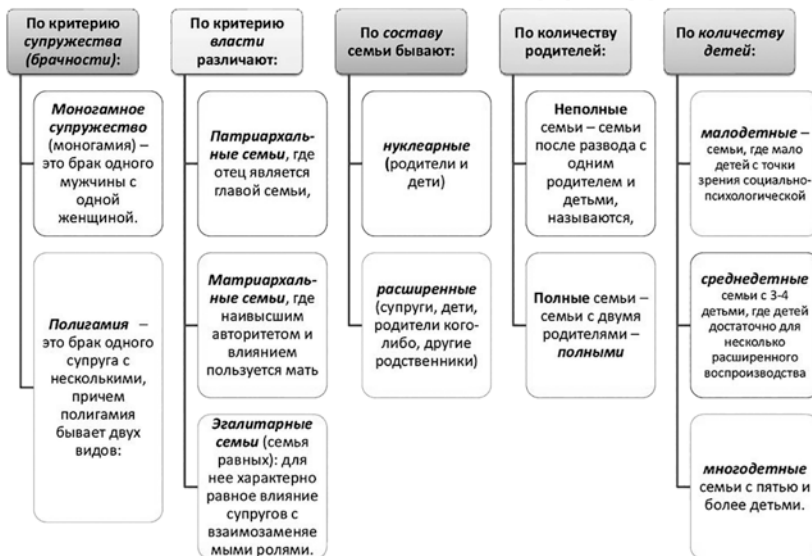 По критерию
супружества
(брачности):
Моногамное
супружество
(моногамия) –
это брак одного
мужчины с
одной
женщиной.
Полигамия –
это брак одного
супруга с
несколькими,
причем
полигамия
бывает двух
видов:
По критерию
власти
различают:
Патриархаль-
ные семьи, где
отец является
главой семьи,
Матриархаль-
ные семьи, где
наивысшим
авторитетом и
влиянием
пользуется мать
Эгалитарные
семьи (семья
равных): для
нее характерно
равное влияние
супругов с
взаимозаменяе
мыми ролями.
По составу
семьи бывают:
нуклеарные
(родители и
дети)
расширенные
(супруги, дети,
родители кого-
либо, другие
родственники)
По количеству
родителей:
Неполные
семьи – семьи
после развода с
одним
родителем и
детьми,
называются,
Полные семьи –
семьи с двумя
родителями –
полными
По количеству
детей:
малодетные –
семьи, где мало
детей с точки
зрения социально-
психологической
среднедетные
семьи с 3-4
детьми, где детей
достаточно для
несколько
расширенного
воспроизводства
многодетные
семьи с пятью и
более детьми.